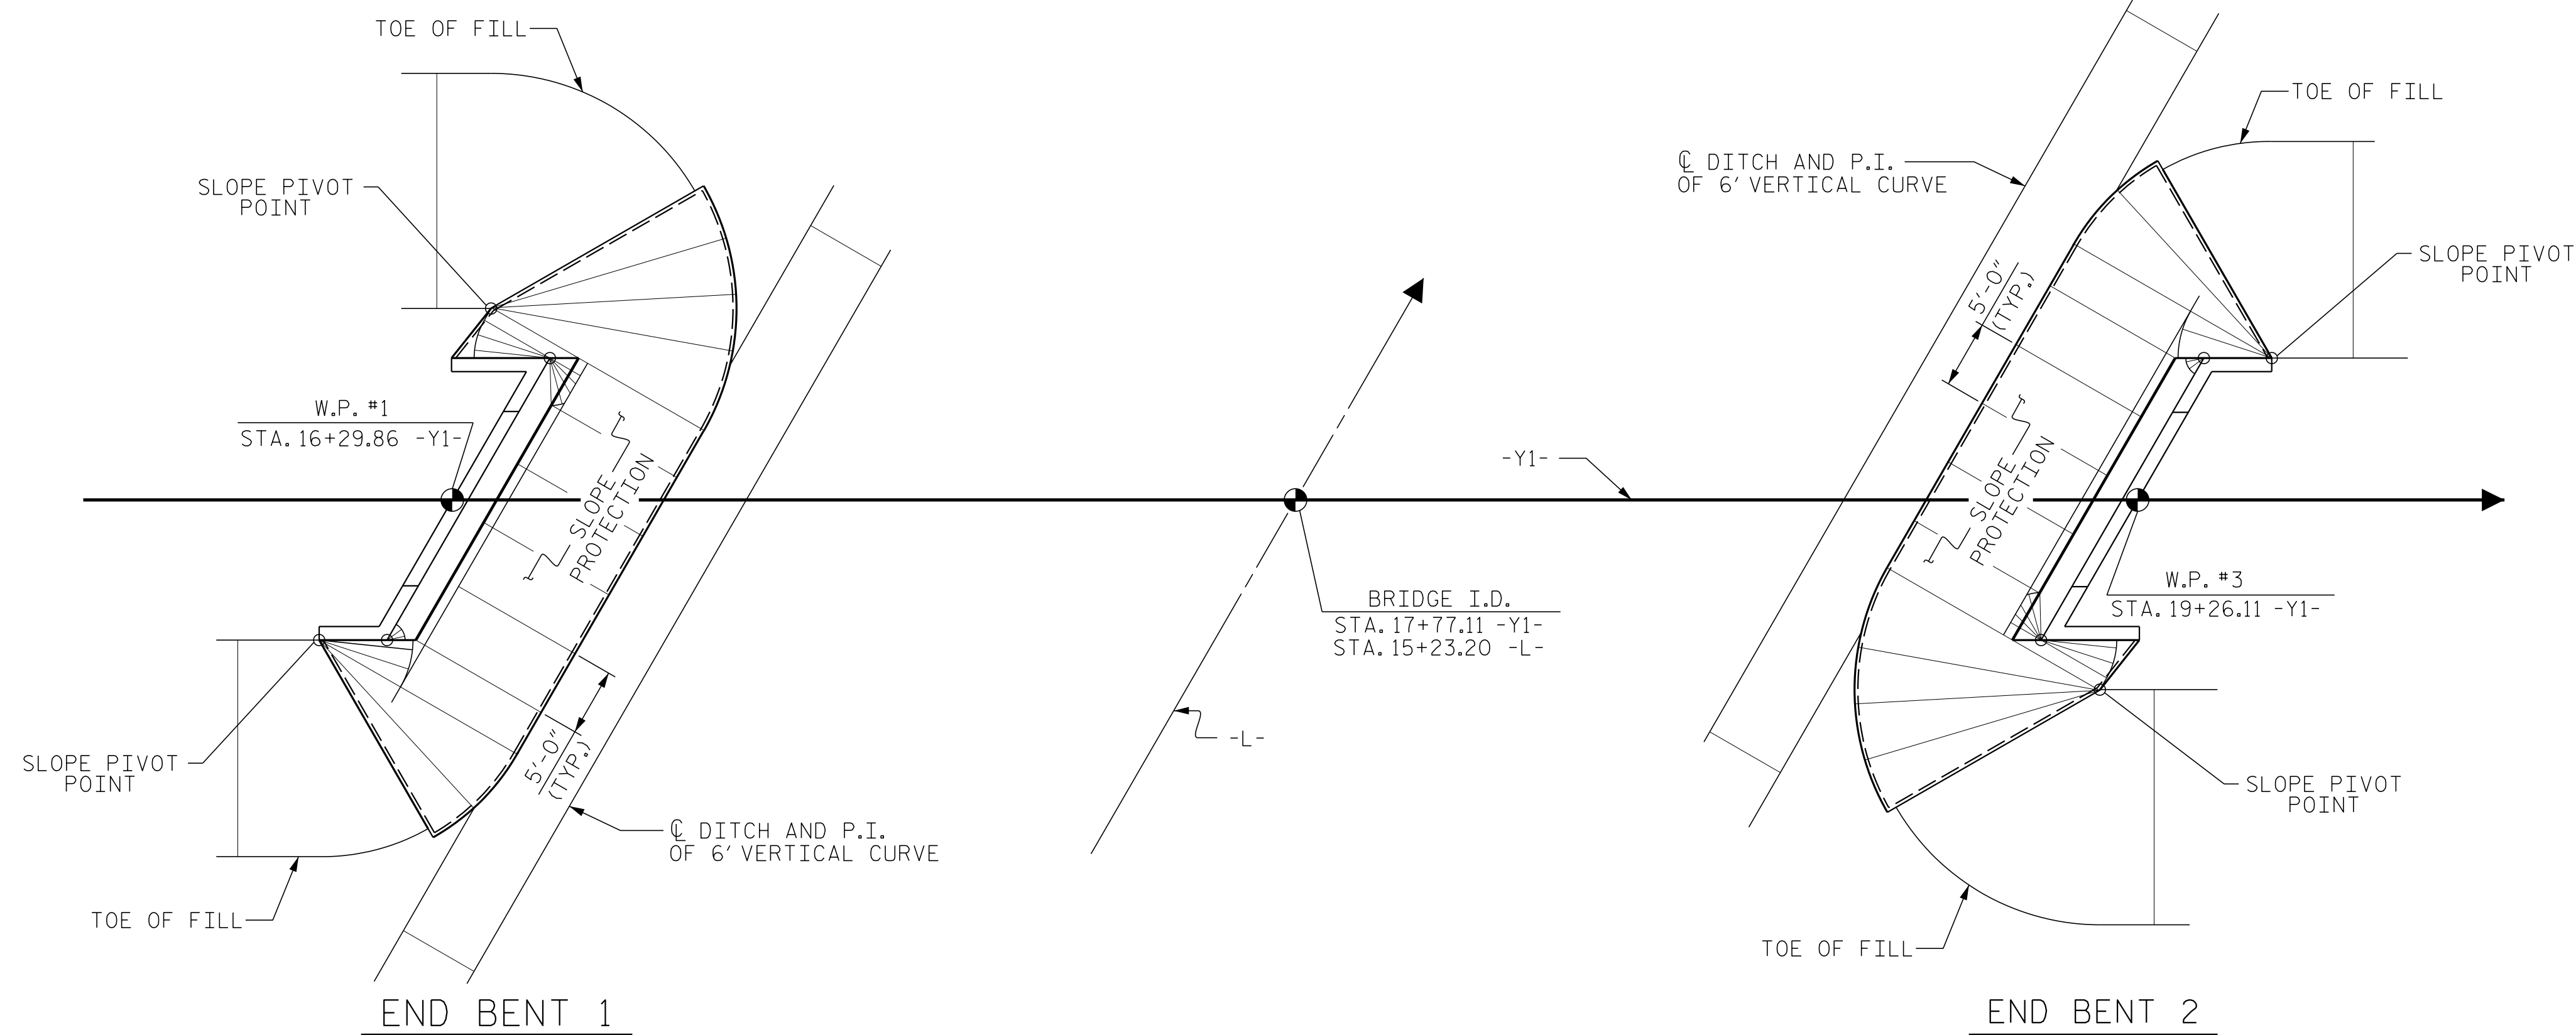 TOE OF FILL
SLOPE PIVOT
POINT
W.P. #1
STA. 16+29.86 -Y1-
SLOPE
PROTECTION
SLOPE PIVOT
POINT
5'-0"
(TYP.)
℄ DITCH AND P.I.
OF 6' VERTICAL CURVE
TOE OF FILL
END BENT 1
-Y1-
BRIDGE I.D.
STA. 17+77.11 -Y1-
STA. 15+23.20 -L-
-L-
TOE OF FILL
℄ DITCH AND P.I.
OF 6' VERTICAL CURVE
SLOPE PIVOT
POINT
5'-0"
(TYP.)
SLOPE
PROTECTION
W.P. #3
STA. 19+26.11 -Y1-
SLOPE PIVOT
POINT
TOE OF FILL
END BENT 2